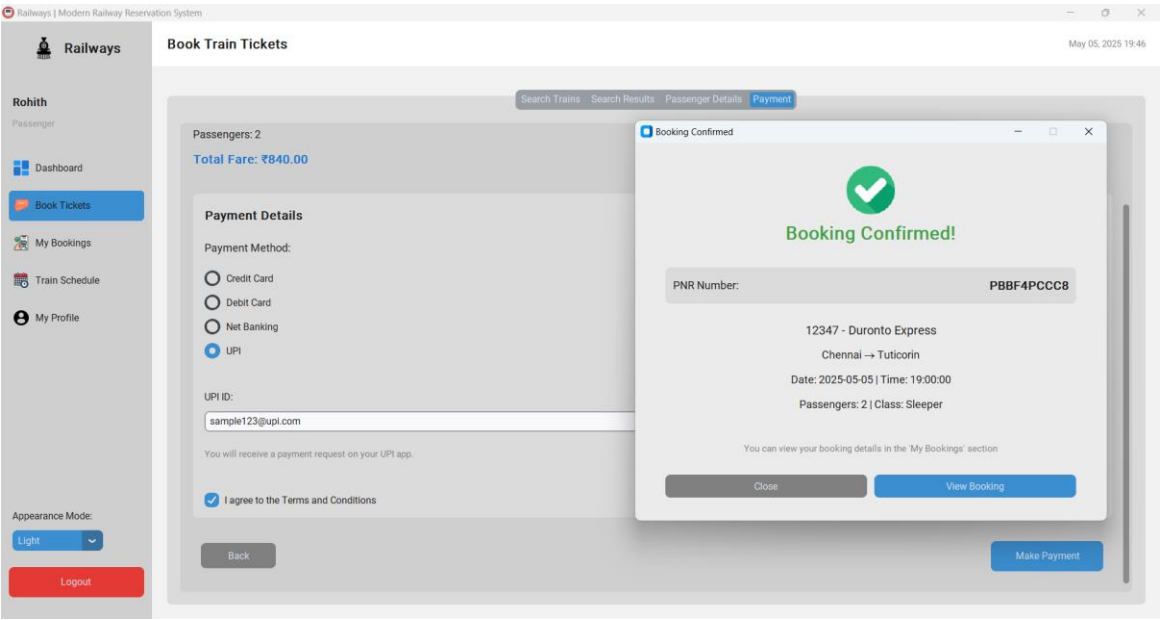 Railways | Modern Railway Reservation System
Railways
Book Train Tickets
May 05, 2025 19:46
Rohith
Passenger
Dashboard
Book Tickets
My Bookings
Train Schedule
My Profile
Appearance Mode:
Light
Logout
Search Trains Search Results Passenger Details Payment
Passengers: 2
Total Fare: ₹840.00
Payment Details
Payment Method:
Credit Card
Debit Card
Net Banking
UPI
UPI ID:
sample123@upi.com
You will receive a payment request on your UPI app.
I agree to the Terms and Conditions
Back
Make Payment
Booking Confirmed
Booking Confirmed!
PNR Number: PBBF4PCCC8
12347 - Duronto Express
Chennai → Tuticorin
Date: 2025-05-05 | Time: 19:00:00
Passengers: 2 | Class: Sleeper
You can view your booking details in the 'My Bookings' section
Close
View Booking